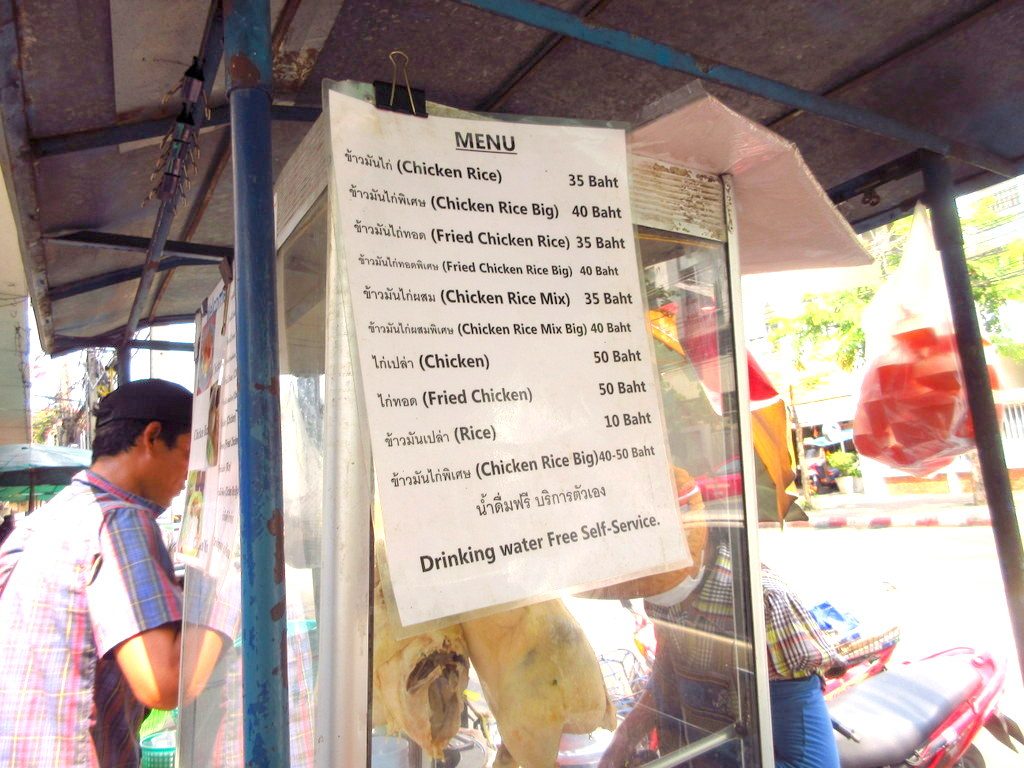 MENU
ข้าวมันไก่ (Chicken Rice) 35 Baht
ข้าวมันไก่พิเศษ (Chicken Rice Big) 40 Baht
ข้าวมันไก่ทอด (Fried Chicken Rice) 35 Baht
ข้าวมันไก่ทอดพิเศษ (Fried Chicken Rice Big) 40 Baht
ข้าวมันไก่ผสม (Chicken Rice Mix) 35 Baht
ข้าวมันไก่ผสมพิเศษ (Chicken Rice Mix Big) 40 Baht
ไก่เปล่า (Chicken) 50 Baht
ไก่ทอด (Fried Chicken) 50 Baht
ข้าวมันเปล่า (Rice) 10 Baht
ข้าวมันไก่พิเศษ (Chicken Rice Big)40-50 Baht
น้ำดื่มฟรี บริการตัวเอง
Drinking water Free Self-Service.